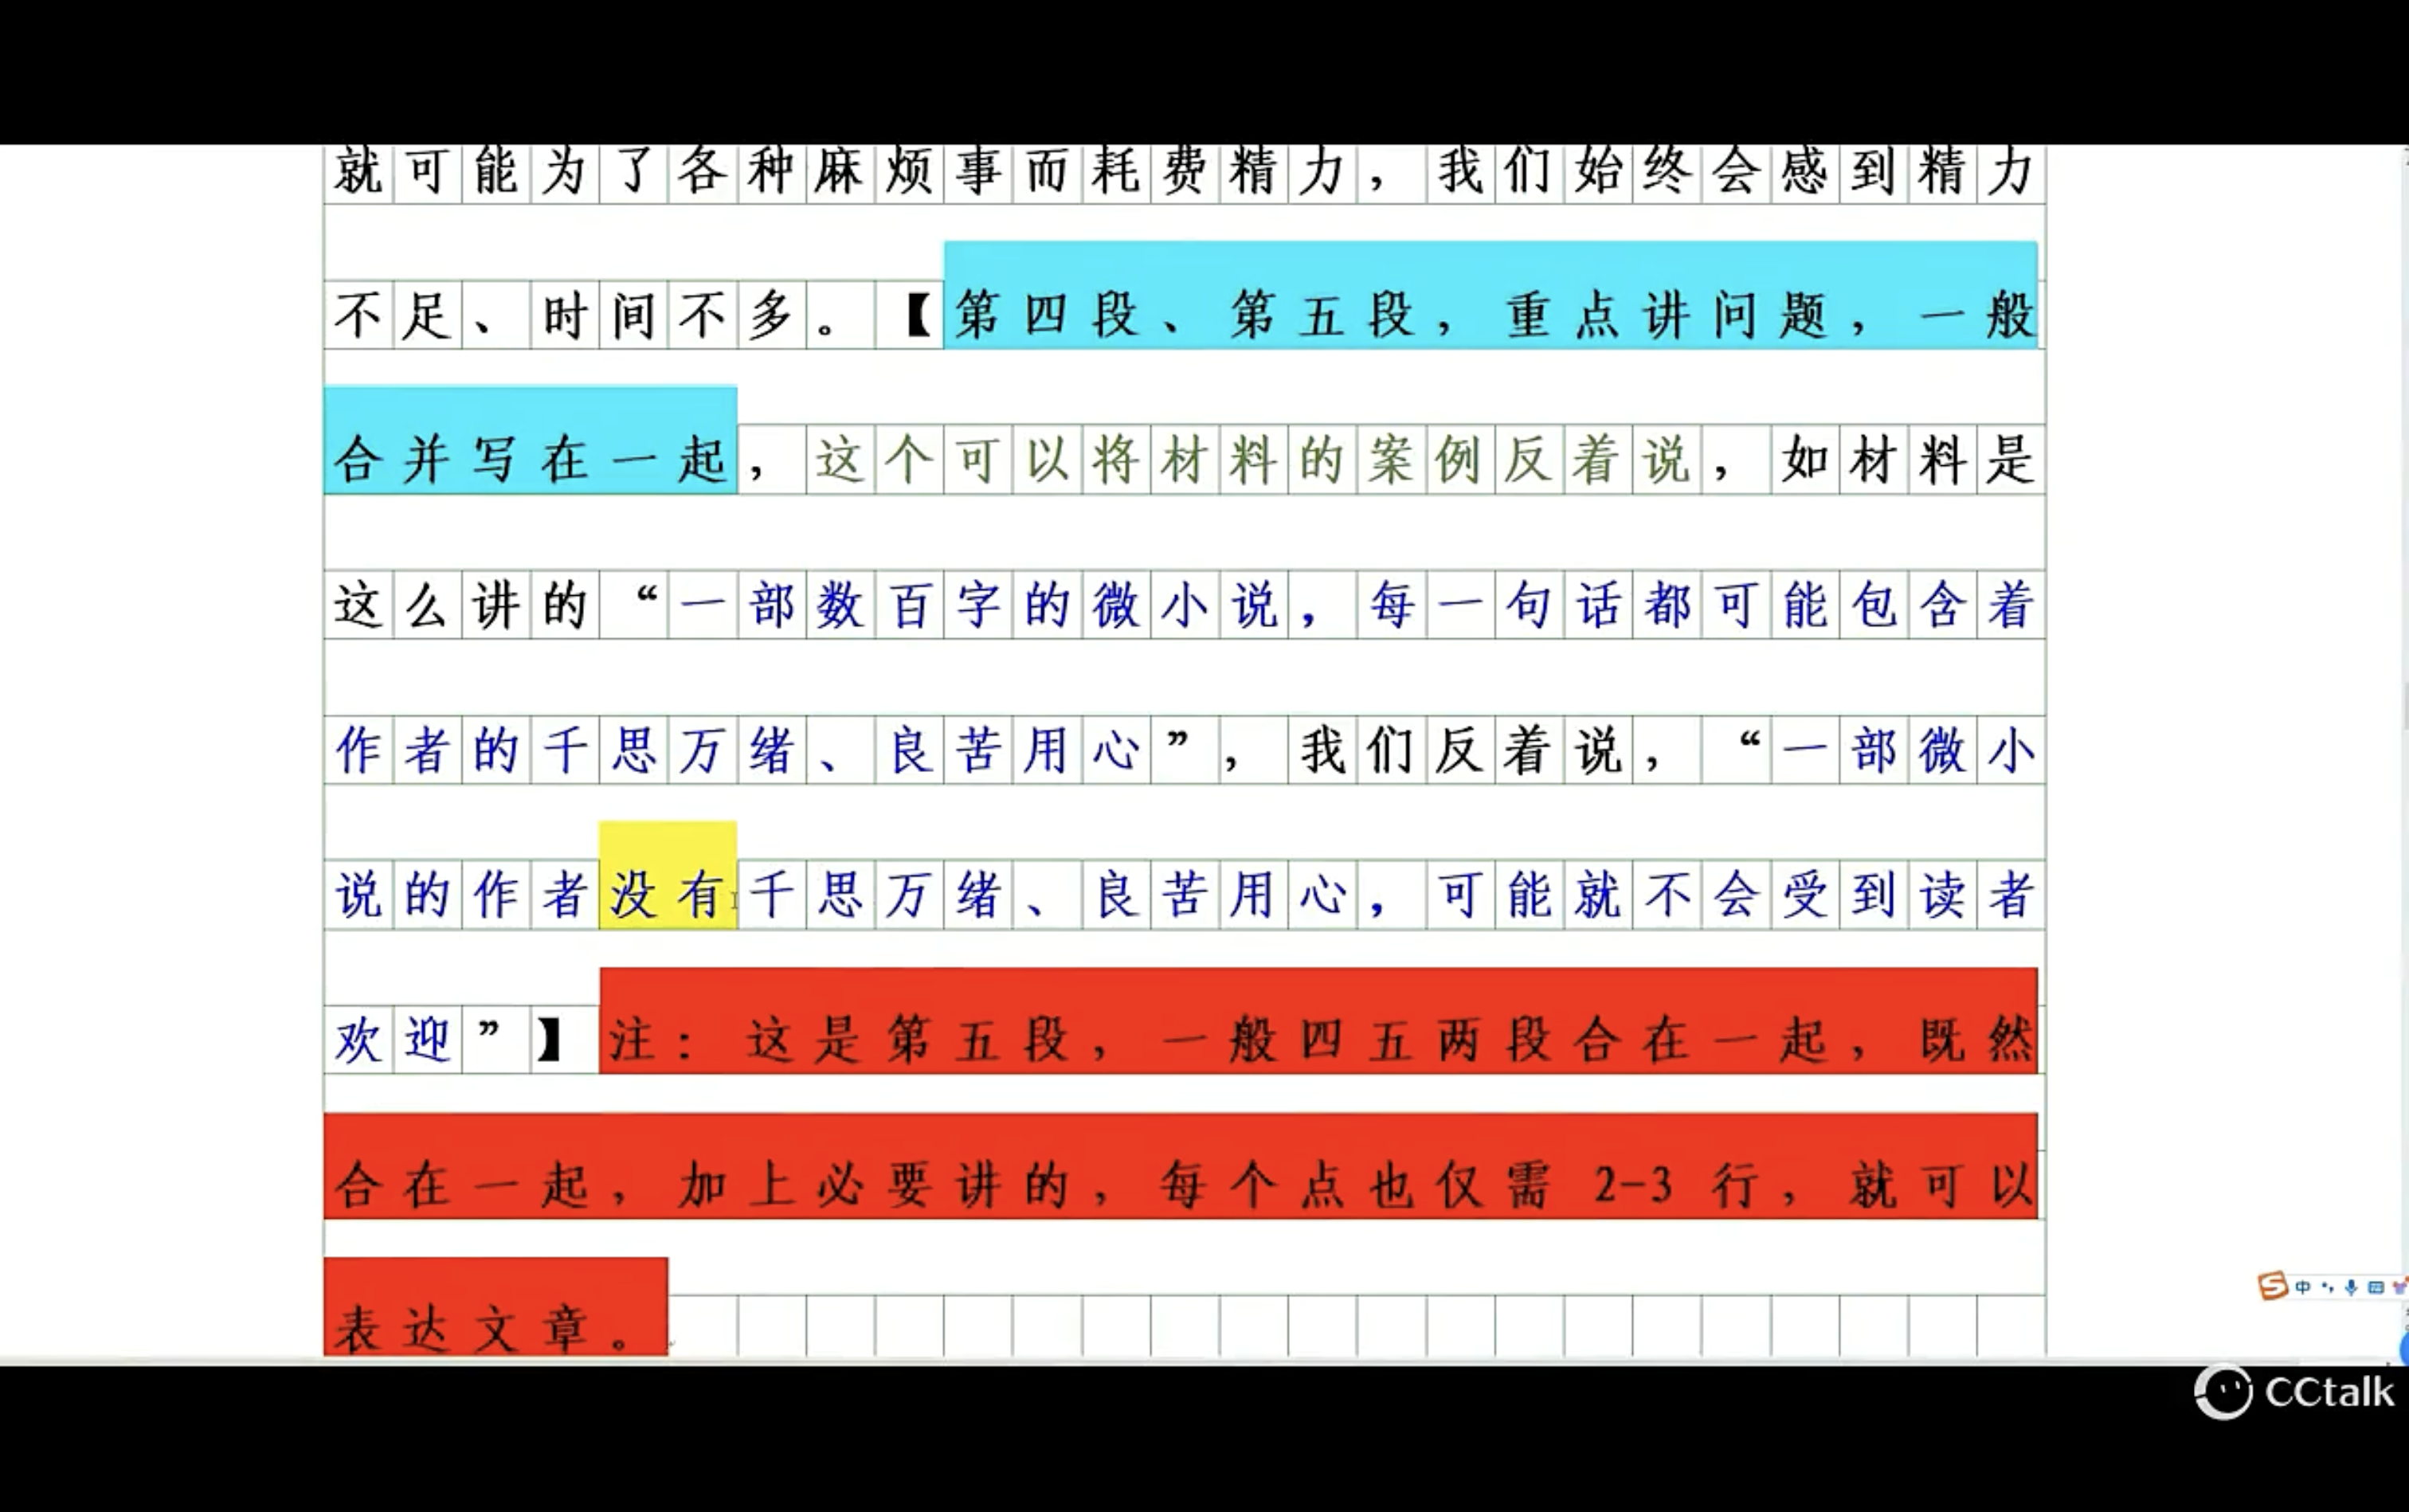 就可能为了各种麻烦事而耗费精力，我们始终会感到精力
不足、时间不多。【第四段、第五段，重点讲问题，一般
合并写在一起，这个可以将材料的案例反着说，如材料是
这么讲的“一部数百字的微小说，每一句话都可能包含着
作者的千思万绪、良苦用心”，我们反着说，“一部微小
说的作者没有千思万绪、良苦用心，可能就不会受到读者
欢迎”】注：这是第五段，一般四五两段合在一起，既然
合在一起，加上必要讲的，每个点也仅需 2-3 行，就可以
表达文章。
中
CCtalk